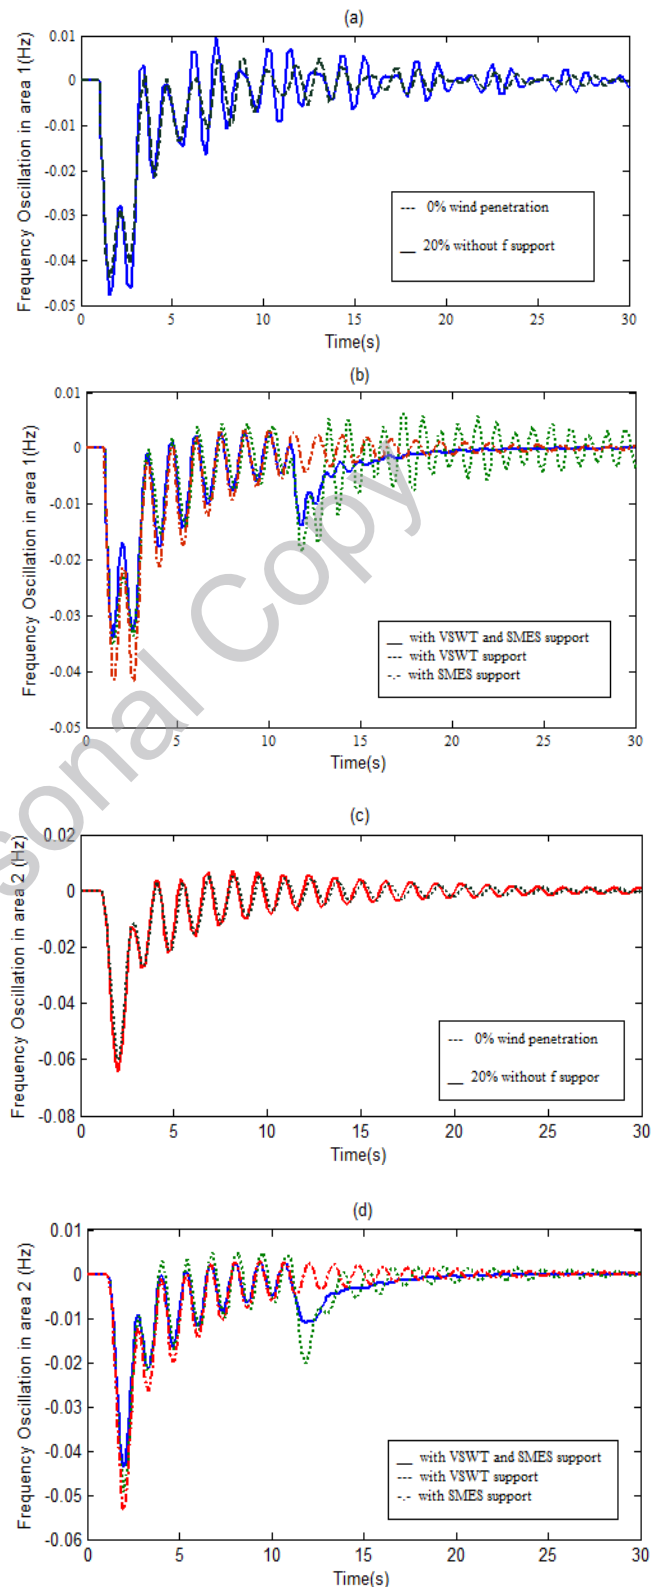 (a)
0.01
0
-0.01
-0.02
-0.03
-0.04
-0.05
Frequency Oscillation in area 1(Hz)
--- 0% wind penetration
__ 20% without f support
0 5 10 15 20 25 30
Time(s)
(b)
0.01
0
-0.01
-0.02
-0.03
-0.04
-0.05
Frequency Oscillation in area 1(Hz)
__ with VSWT and SMES support
--- with VSWT support
-.- with SMES support
0 5 10 15 20 25 30
Time(s)
sonal Copy
(c)
0.02
0
-0.02
-0.04
-0.06
-0.08
Frequency Oscillation in area 2 (Hz)
--- 0% wind penetration
__ 20% without f suppor
0 5 10 15 20 25 30
Time(s)
(d)
0.01
0
-0.01
-0.02
-0.03
-0.04
-0.05
-0.06
Frequency Oscillation in area 2 (Hz)
__ with VSWT and SMES support
--- with VSWT support
-.- with SMES support
0 5 10 15 20 25 30
Time(s)